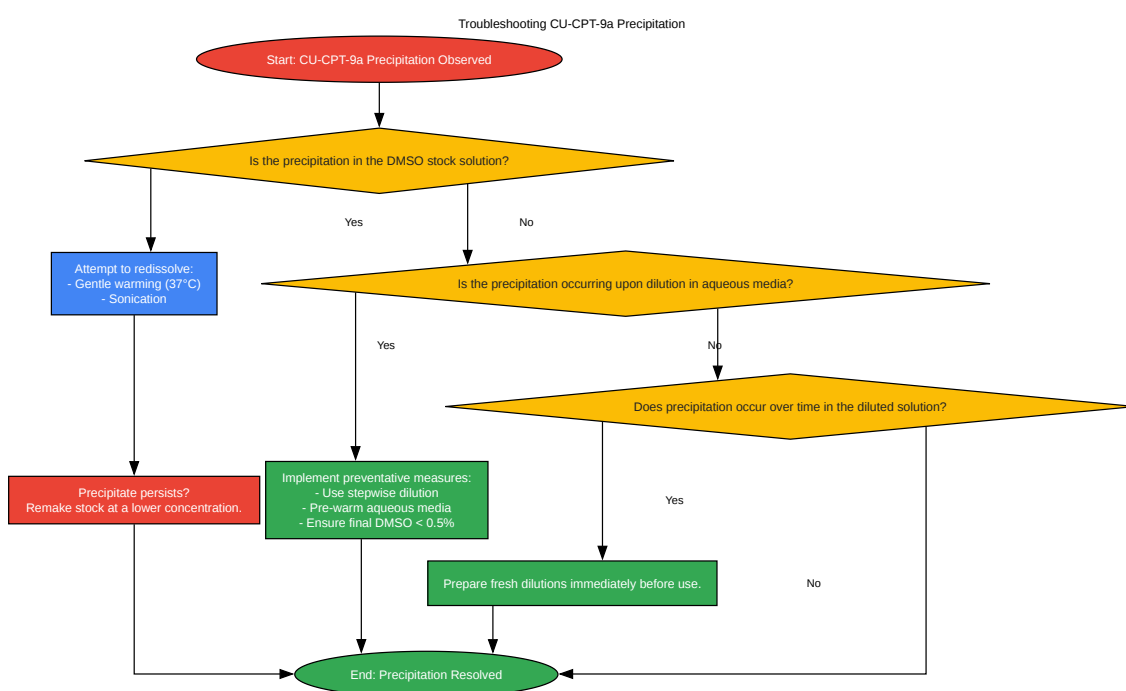 Troubleshooting CU-CPT-9a Precipitation
Start: CU-CPT-9a Precipitation Observed
Is the precipitation in the DMSO stock solution?
Yes
No
Attempt to redissolve:
- Gentle warming (37°C)
- Sonication
Is the precipitation occurring upon dilution in aqueous media?
Yes
No
Does precipitation occur over time in the diluted solution?
Precipitate persists?
Remake stock at a lower concentration.
Implement preventative measures:
- Use stepwise dilution
- Pre-warm aqueous media
- Ensure final DMSO < 0.5%
Yes
Prepare fresh dilutions immediately before use.
No
End: Precipitation Resolved